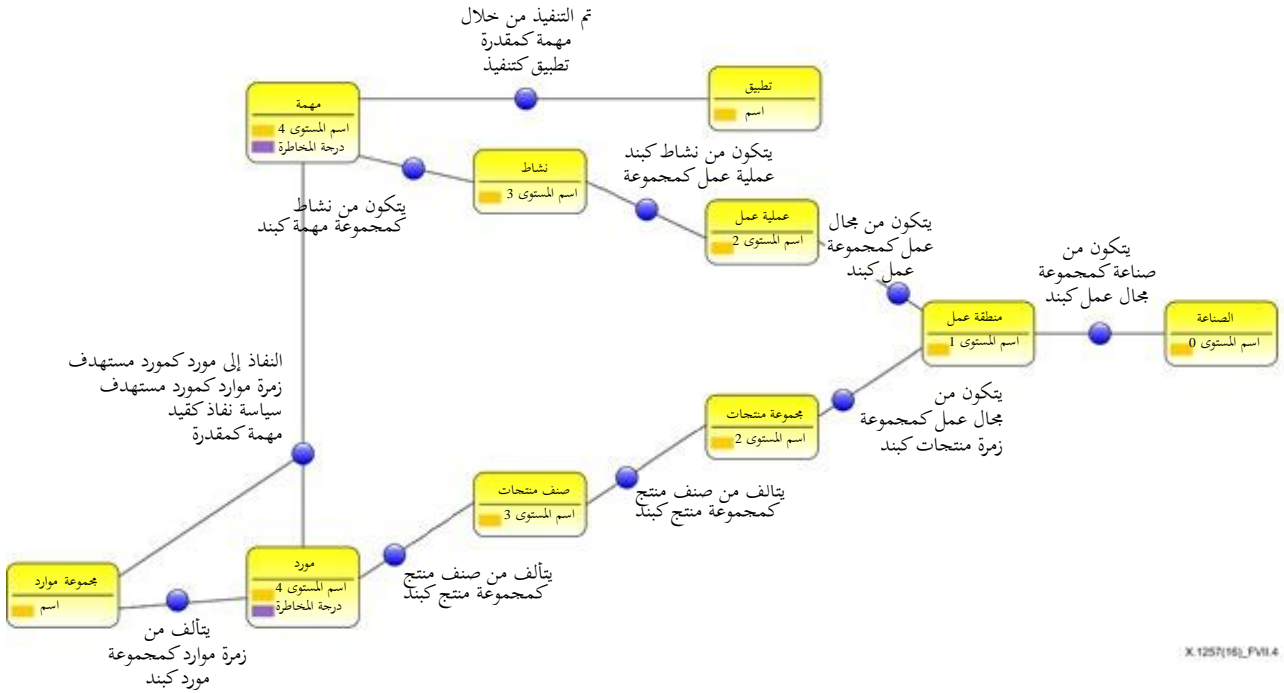 تم التنفيذ من خلال
مهمة كمقدرة
تطبيق كتنفيذ
تطبيق
اسم
مهمة
اسم المستوى 4
درجة المخاطرة
يتكون من نشاط كبند
عملية عمل كمجموعة
نشاط
اسم المستوى 3
يتكون من نشاط
كمجموعة مهمة كبند
عملية عمل
اسم المستوى 2
يتكون من مجال
عمل كمجموعة
عمل كبند
يتكون من
صناعة كمجموعة
مجال عمل كبند
منطقة عمل
اسم المستوى 1
الصناعة
اسم المستوى 0
النفاذ إلى مورد كمورد مستهدف
زمرة موارد كمورد مستهدف
سياسة نفاذ كقيد
مهمة كمقدرة
يتكون من
مجال عمل كمجموعة
زمرة منتجات كبند
مجموعة منتجات
اسم المستوى 2
صنف منتجات
اسم المستوى 3
يتالف من صنف منتج
كمجموعة منتج كبند
مورد
اسم المستوى 4
درجة المخاطرة
يتألف من صنف منتج
كمجموعة منتج كبند
مجموعة موارد
اسم
يتألف من
زمرة موارد كمجموعة
مورد كبند
X.1257(16)_FVII.4